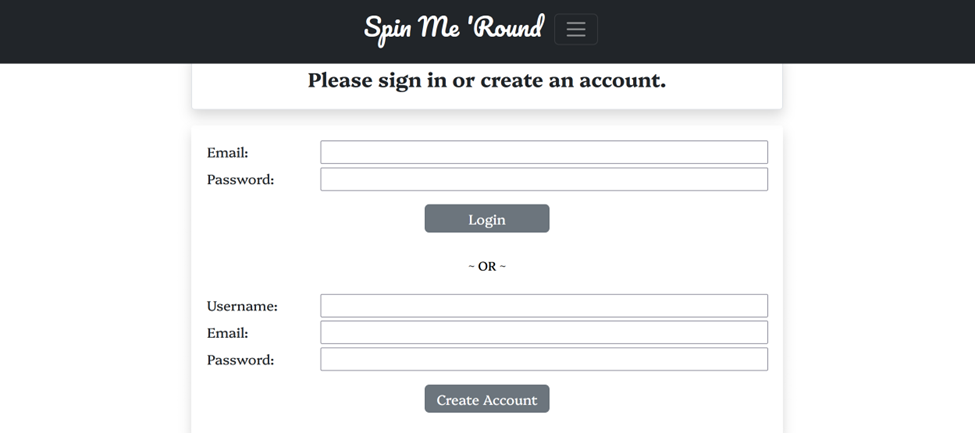 Spin Me 'Round
Please sign in or create an account.
Email:
Password:
Login
~ OR ~
Username:
Email:
Password:
Create Account